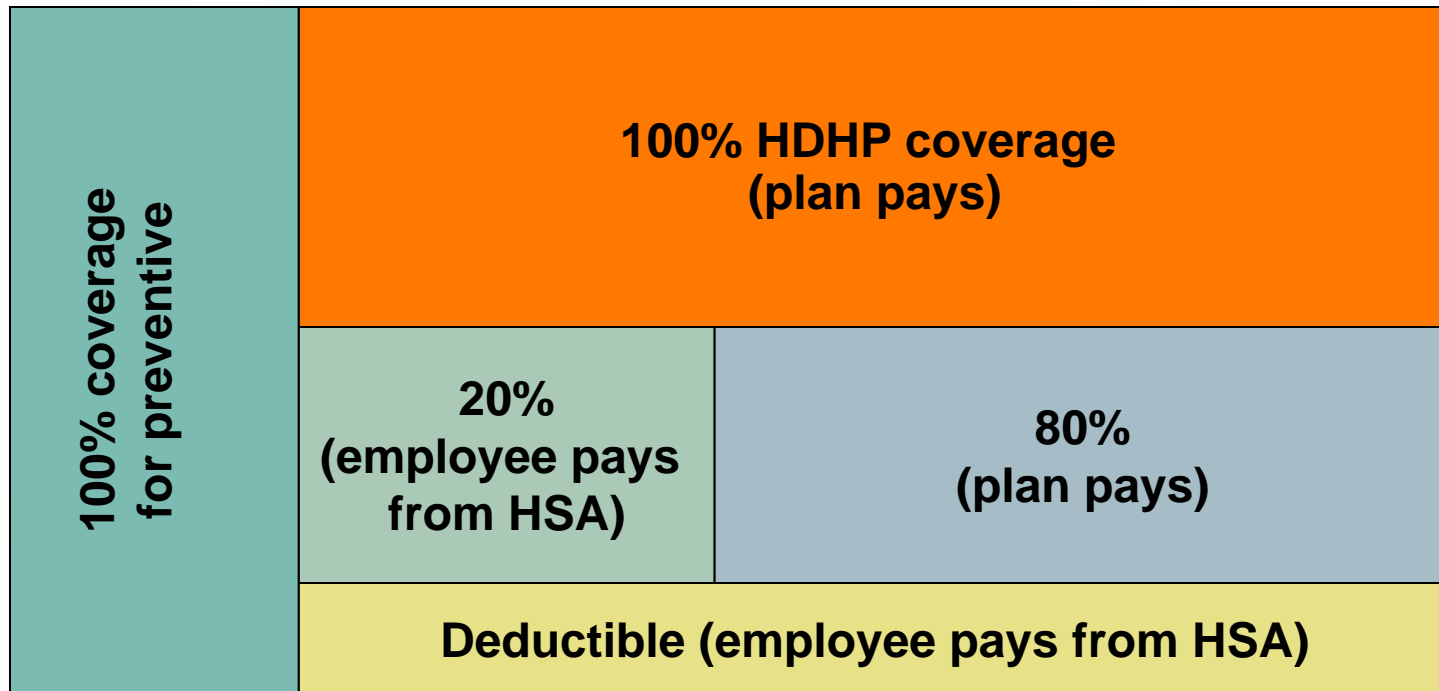 100% coverage
for preventive
100% HDHP coverage
(plan pays)
20%
(employee pays
from HSA)
80%
(plan pays)
Deductible (employee pays from HSA)